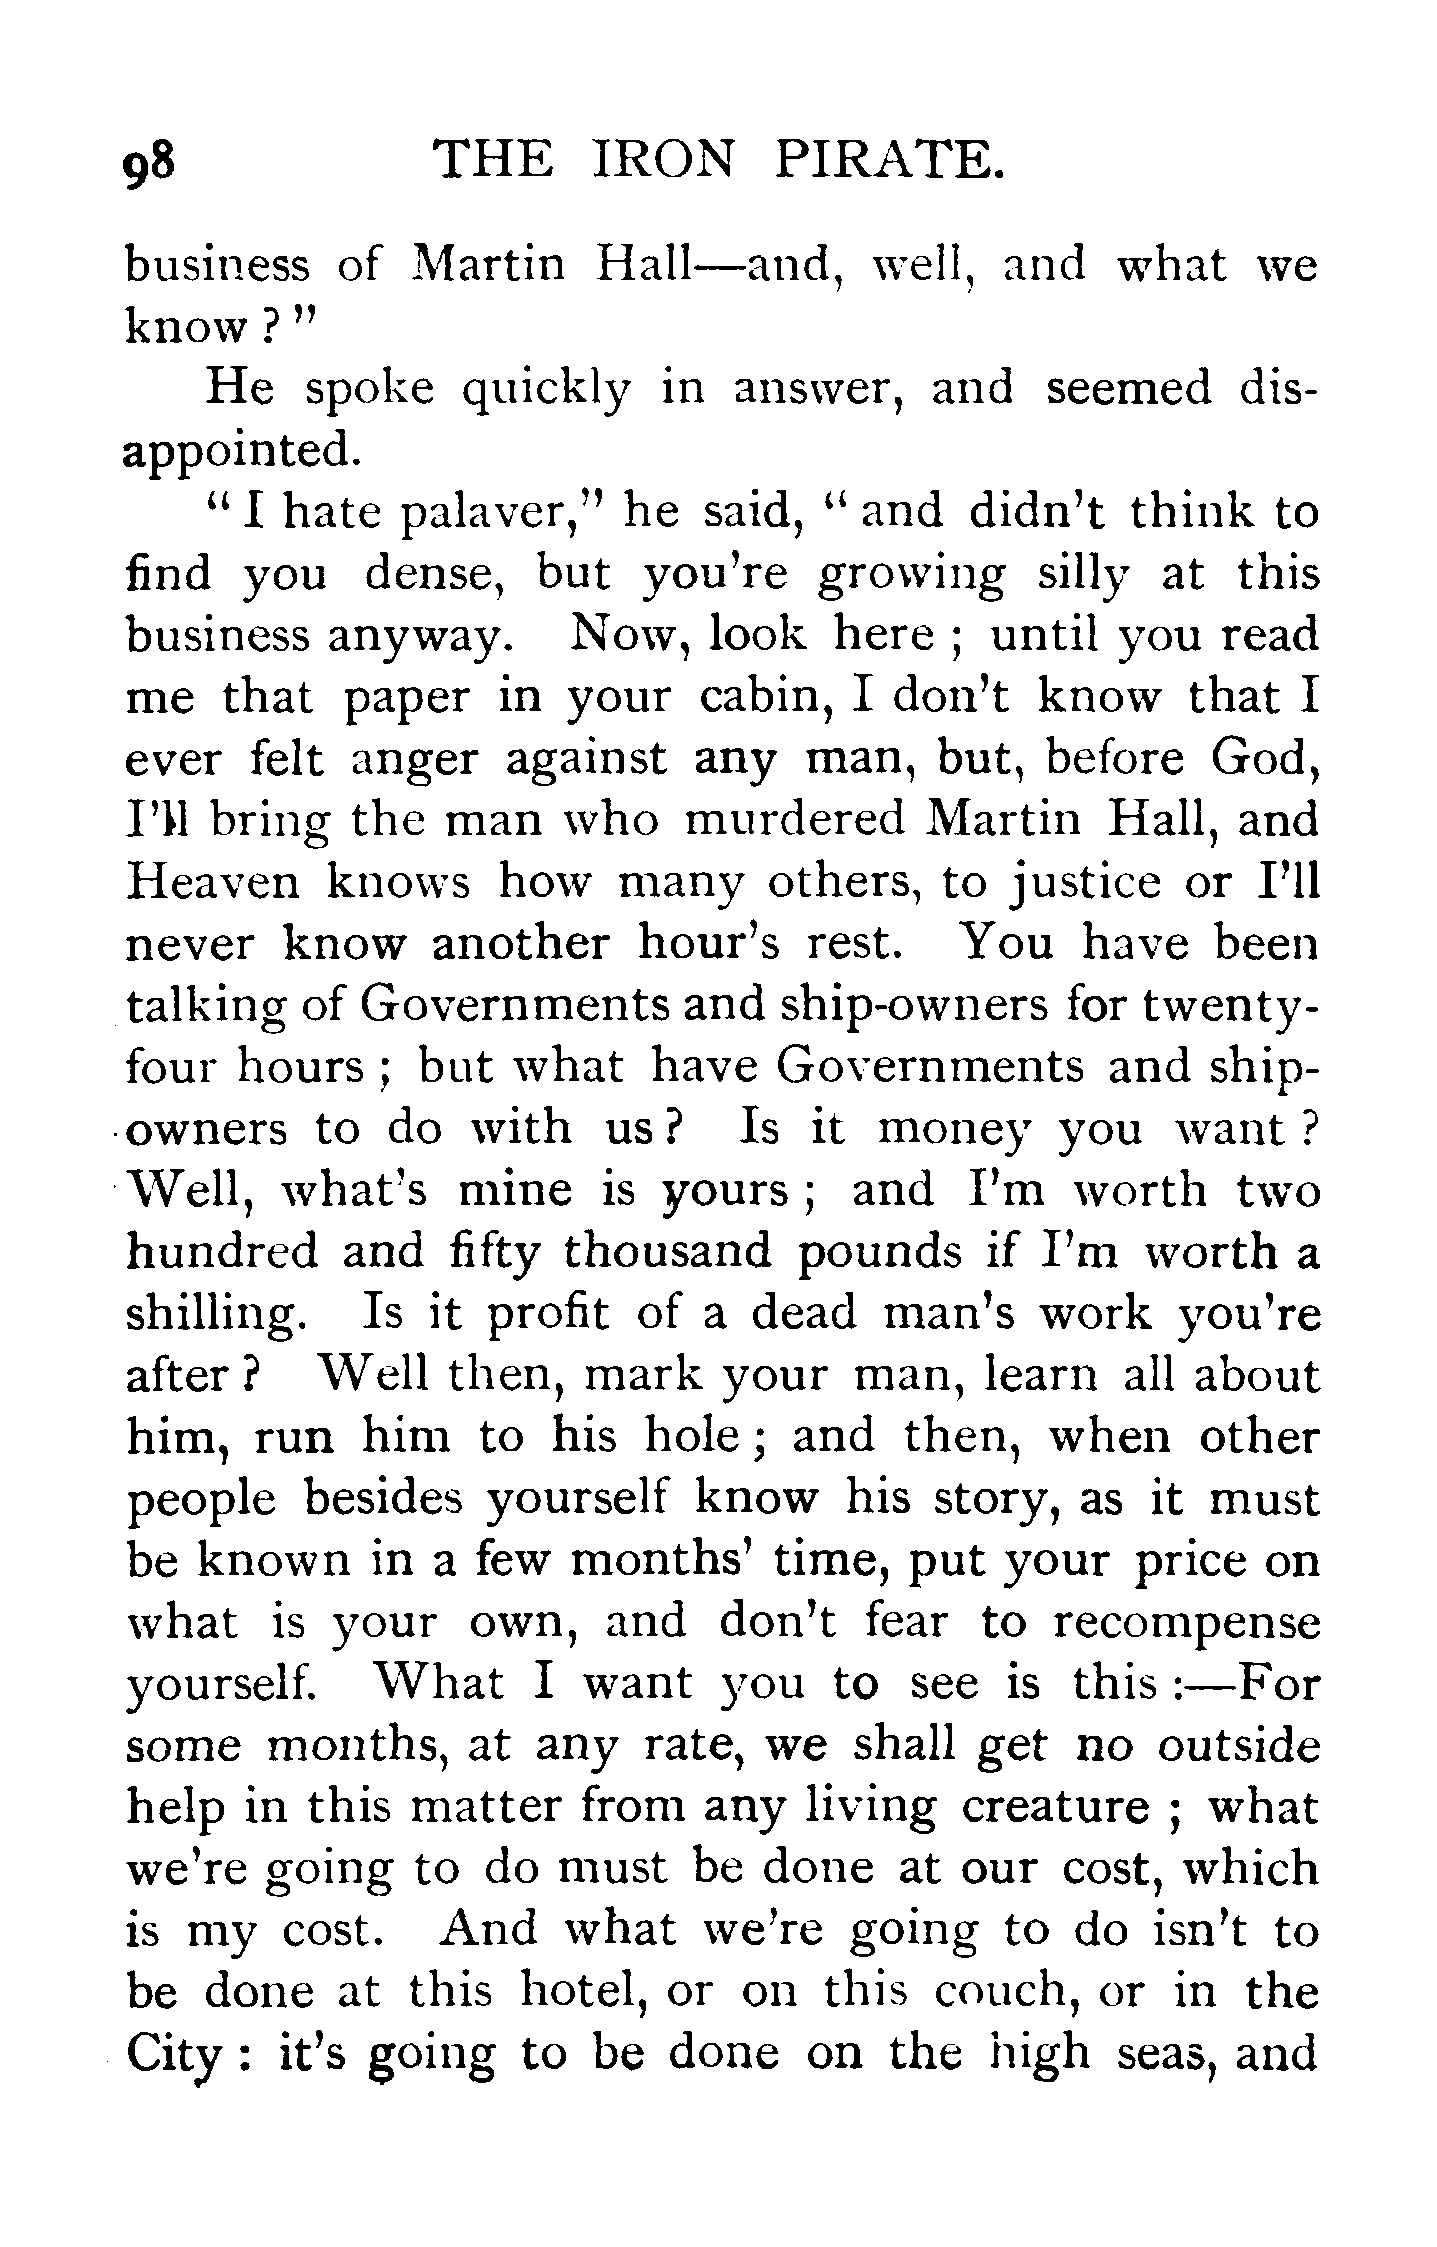 98 THE IRON PIRATE.
business of Martin Hall—and, well, and what we
know ? "
He spoke quickly in answer, and seemed dis-
appointed.
" I hate palaver," he said, " and didn't think to
find you dense, but you're growing silly at this
business anyway. Now, look here ; until you read
me that paper in your cabin, I don't know that I
ever felt anger against any man, but, before God,
I'll bring the man who murdered Martin Hall, and
Heaven knows how many others, to justice or I'll
never know another hour's rest. You have been
talking of Governments and ship-owners for twenty-
four hours ; but what have Governments and ship-
owners to do with us ? Is it money you want ?
Well, what's mine is yours ; and I'm worth two
hundred and fifty thousand pounds if I'm worth a
shilling. Is it profit of a dead man's work you're
after ? Well then, mark your man, learn all about
him, run him to his hole ; and then, when other
people besides yourself know his story, as it must
be known in a few months' time, put your price on
what is your own, and don't fear to recompense
yourself. What I want you to see is this :—For
some months, at any rate, we shall get no outside
help in this matter from any living creature ; what
we're going to do must be done at our cost, which
is my cost. And what we're going to do isn't to
be done at this hotel, or on this couch, or in the
City : it's going to be done on the high seas, and